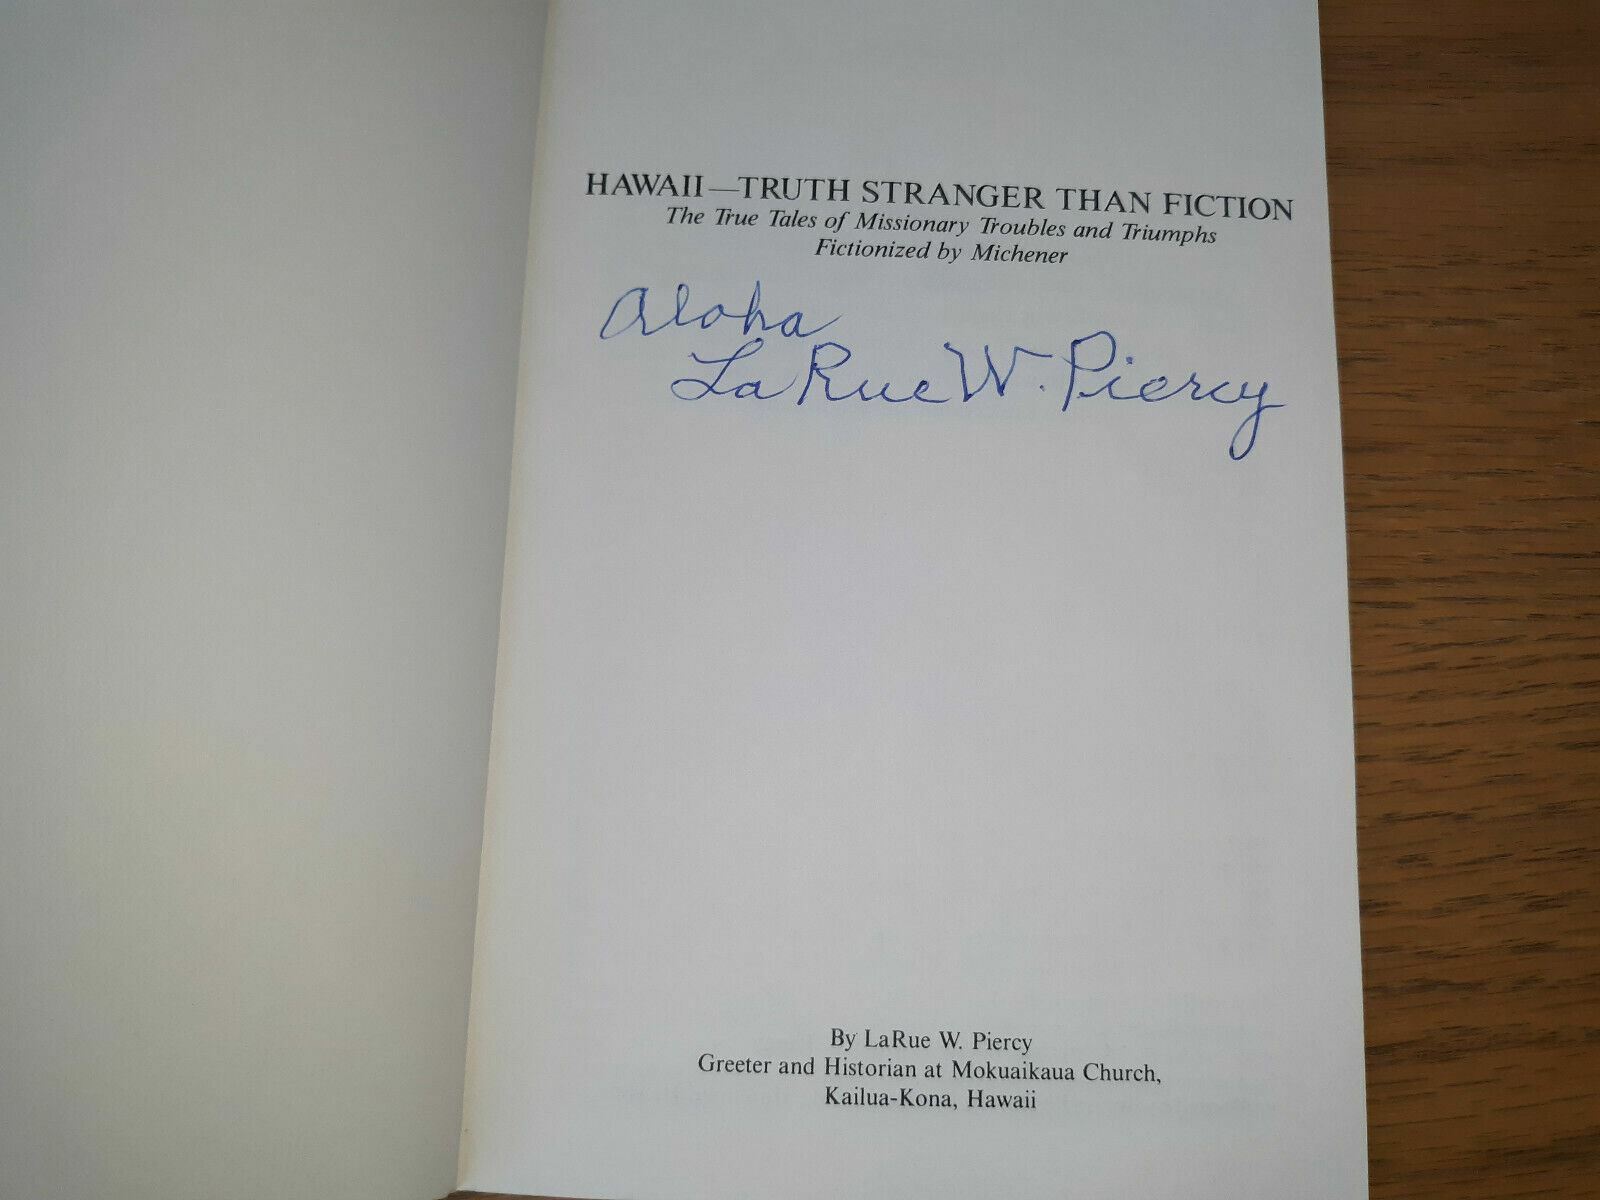 HAWAII—TRUTH STRANGER THAN FICTION
The True Tales of Missionary Troubles and Triumphs
Fictionized by Michener
Aloha
LaRue W. Piercy
By LaRue W. Piercy
Greeter and Historian at Mokuaikaua Church,
Kailua-Kona, Hawaii